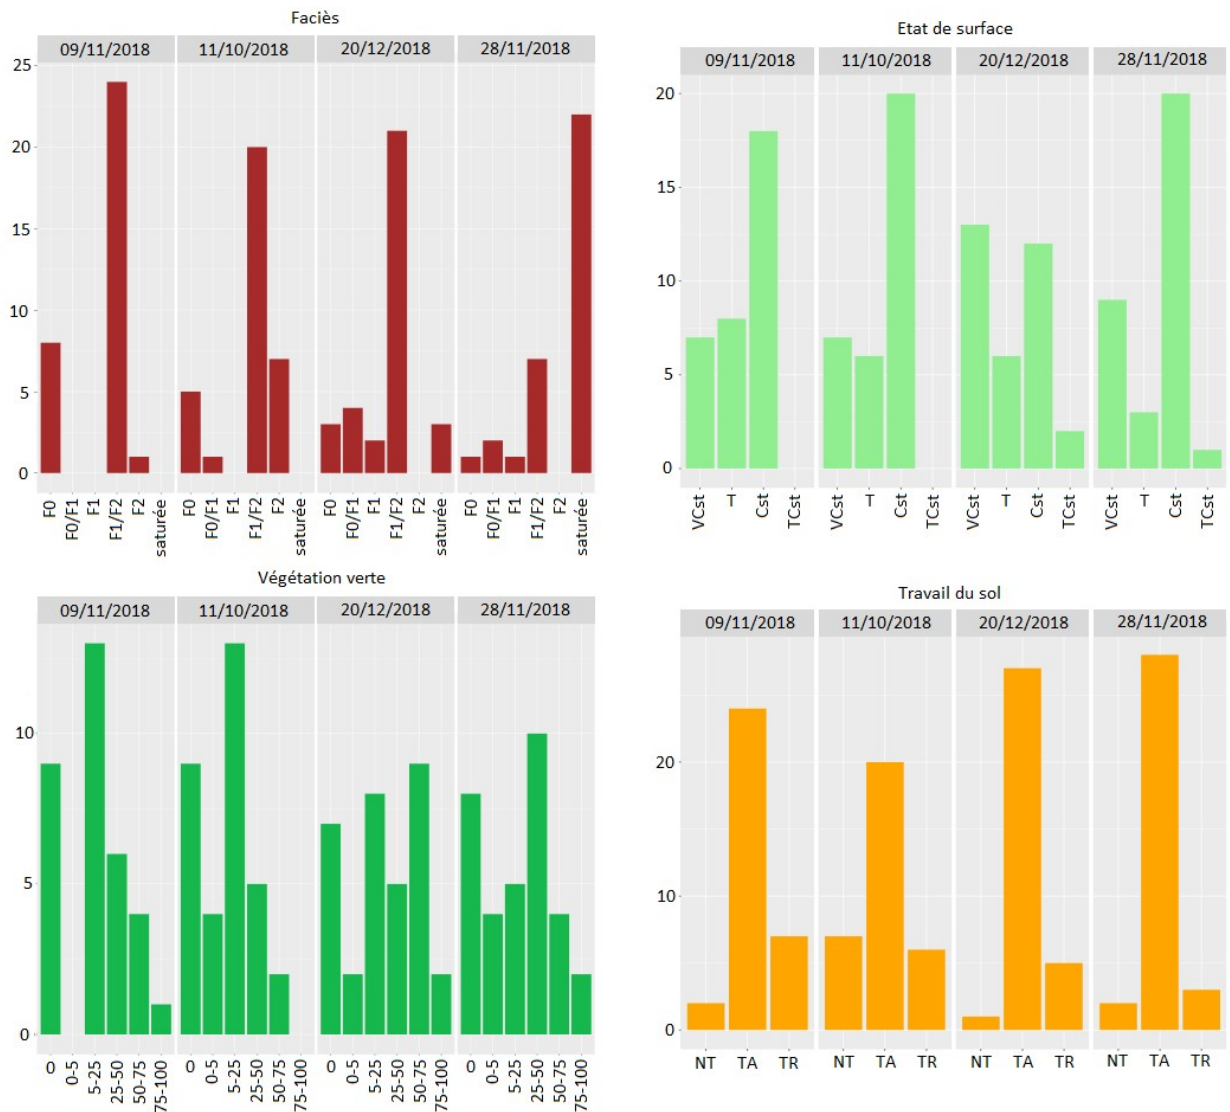 Faciès
09/11/2018 11/10/2018 20/12/2018 28/11/2018
25
20
15
10
5
0
F0 F0/F1 F1 F1/F2 F2 saturée F0 F0/F1 F1 F1/F2 F2 saturée F0 F0/F1 F1 F1/F2 F2 saturée F0 F0/F1 F1 F1/F2 F2 saturée
Etat de surface
09/11/2018 11/10/2018 20/12/2018 28/11/2018
20
15
10
5
0
VCst T Cst TCst VCst T Cst TCst VCst T Cst TCst VCst T Cst TCst
Végétation verte
09/11/2018 11/10/2018 20/12/2018 28/11/2018
10
5
0
0 0-5 5-25 25-50 50-75 75-100 0 0-5 5-25 25-50 50-75 75-100 0 0-5 5-25 25-50 50-75 75-100 0 0-5 5-25 25-50 50-75 75-100
Travail du sol
09/11/2018 11/10/2018 20/12/2018 28/11/2018
20
10
0
NT TA TR NT TA TR NT TA TR NT TA TR